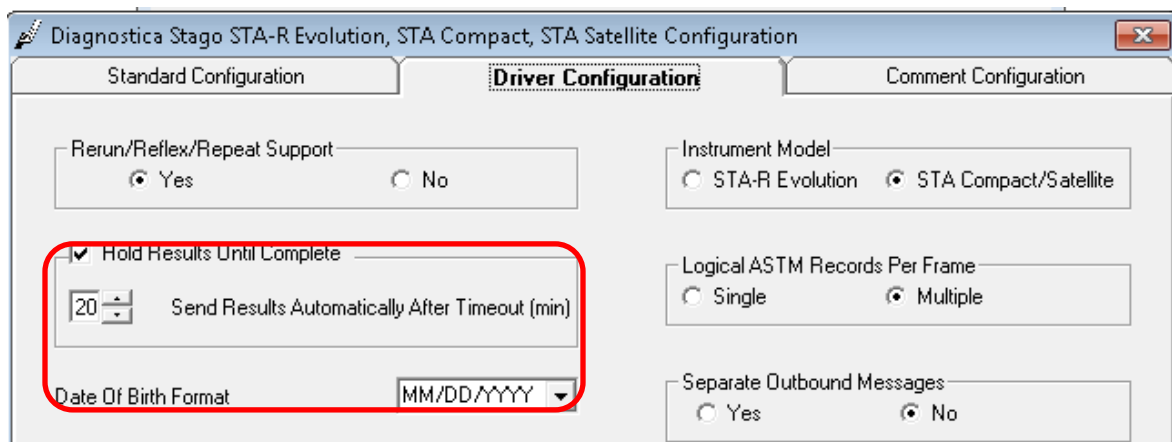 Diagnostica Stago STA-R Evolution, STA Compact, STA Satellite Configuration
Standard Configuration
Driver Configuration
Comment Configuration
Rerun/Reflex/Repeat Support
Yes
No
Instrument Model
STA-R Evolution
STA Compact/Satellite
Hold Results Until Complete
20
Send Results Automatically After Timeout (min)
Logical ASTM Records Per Frame
Single
Multiple
Date Of Birth Format
MM/DD/YYYY
Separate Outbound Messages
Yes
No